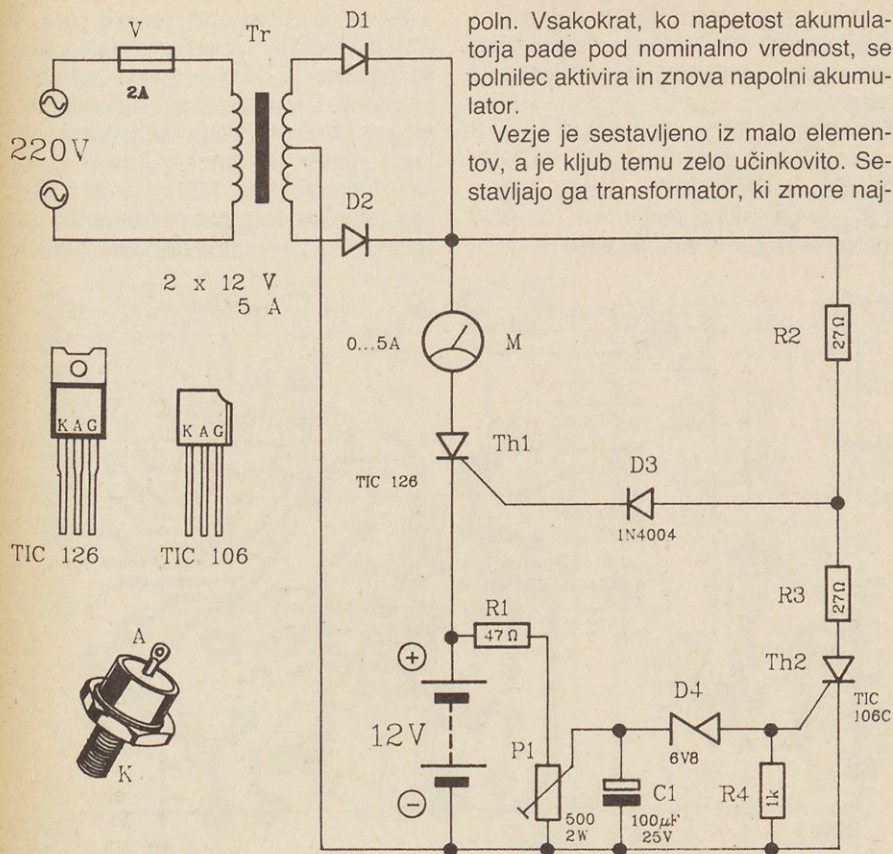 poln. Vsakokrat, ko napetost akumula-
torja pade pod nominalno vrednost, se
polnilec aktivira in znova napolni akumu-
lator.
Vezje je sestavljeno iz malo elemen-
tov, a je kljub temu zelo učinkovito. Se-
stavljajo ga transformator, ki zmore naj-
V
2A
Tr
D1
220V
D2
2 x 12 V
5 A
0...5A
M
R2
27Ω
KAG
TIC 126
KAG
TIC 106
Th1
TIC 126
D3
1N4004
R3
27Ω
A
K
R1
47Ω
+
12V
−
Th2
TIC
106C
D4
6V8
P1
500
2W
C1
100μF
25V
R4
1k